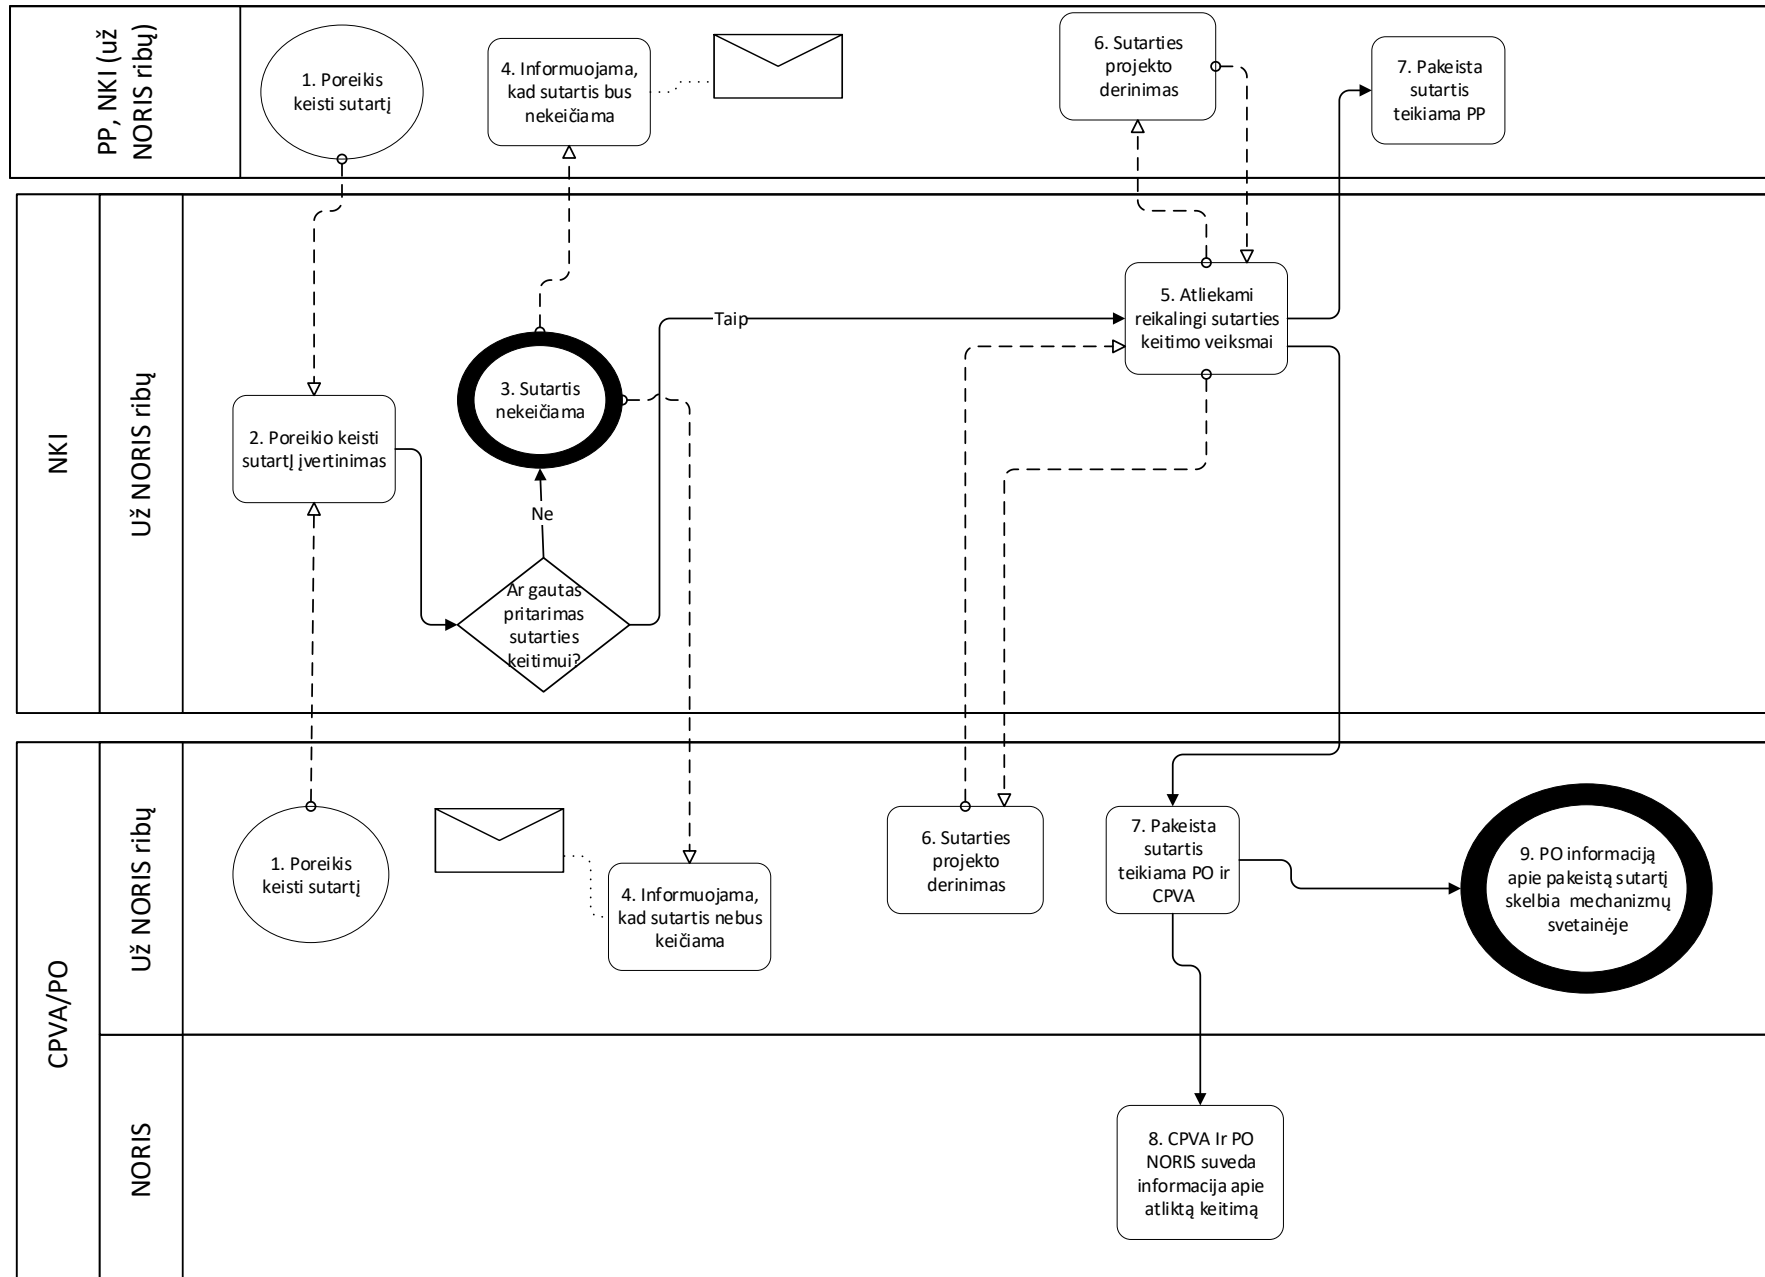 PP, NKI (už
NORIS ribų)
1. Poreikis
keisti sutartį
4. Informuojama,
kad sutartis bus
nekeičiama
6. Sutarties
projekto
derinimas
7. Pakeista
sutartis
teikiama PP
NKI
Už NORIS ribų
2. Poreikio keisti
sutartĮ įvertinimas
3. Sutartis
nekeičiama
Ne
Ar gautas
pritarimas
sutarties
keitimui?
Taip
5. Atliekami
reikalingi sutarties
keitimo veiksmai
CPVA/PO
Už NORIS ribų
1. Poreikis
keisti sutartį
4. Informuojama,
kad sutartis nebus
keičiama
6. Sutarties
projekto
derinimas
7. Pakeista
sutartis
teikiama PO ir
CPVA
9. PO informaciją
apie pakeistą sutartį
skelbia mechanizmų
svetainėje
NORIS
8. CPVA Ir PO
NORIS suveda
informacija apie
atliktą keitimą